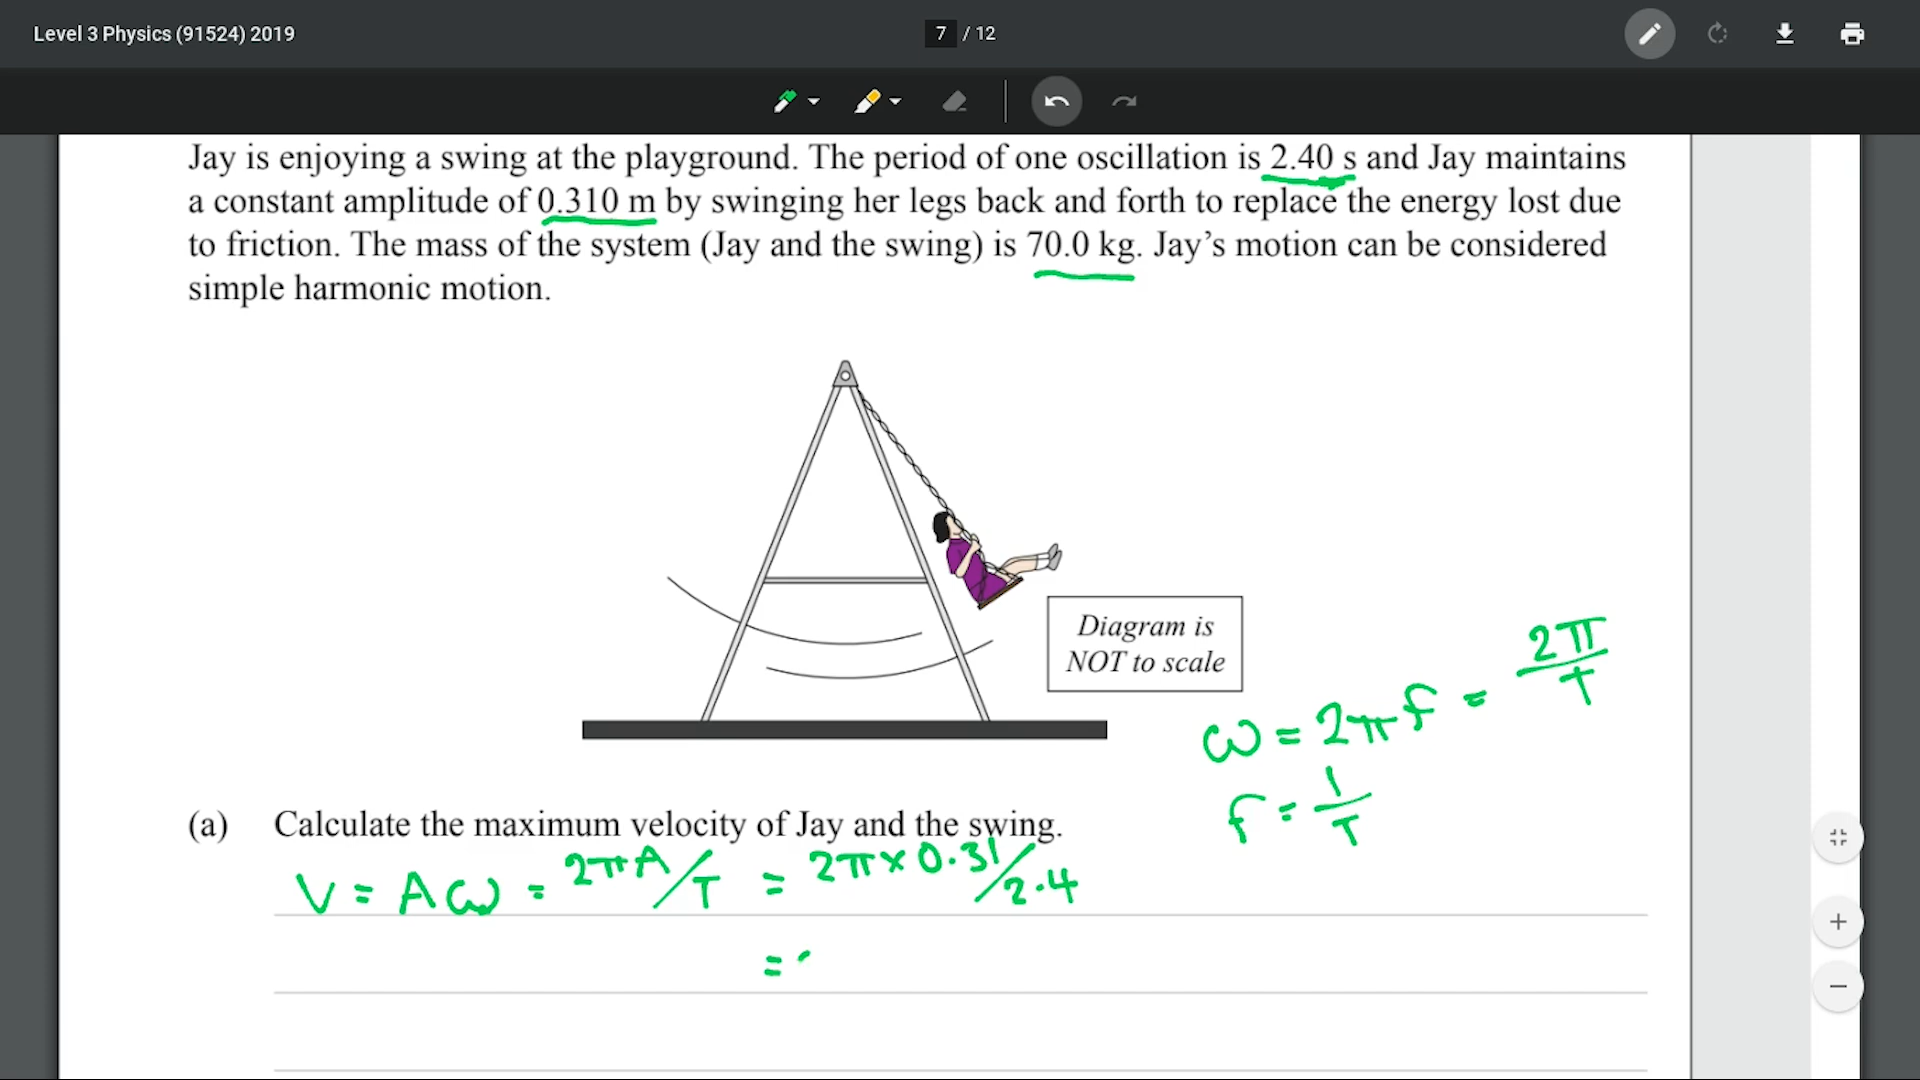 Level 3 Physics (91524) 2019
7 / 12
Jay is enjoying a swing at the playground. The period of one oscillation is 2.40 s and Jay maintains
a constant amplitude of 0.310 m by swinging her legs back and forth to replace the energy lost due
to friction. The mass of the system (Jay and the swing) is 70.0 kg. Jay’s motion can be considered
simple harmonic motion.
Diagram is
NOT to scale
ω = 2πf = 2π/T
f = 1/T
(a) Calculate the maximum velocity of Jay and the swing.
V = Aω = 2πA/T = 2π×0.31/2.4
=